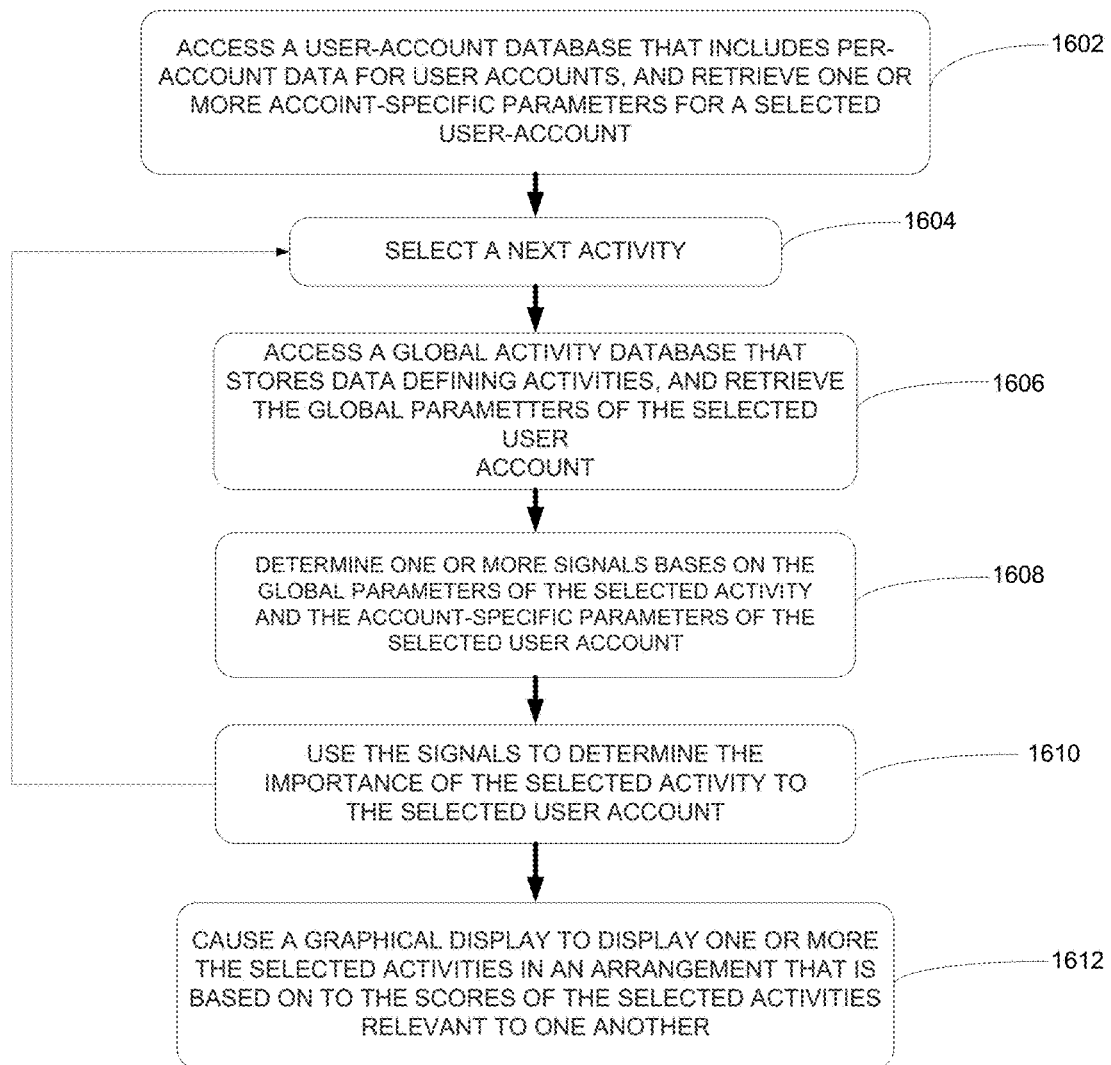 ACCESS A USER-ACCOUNT DATABASE THAT INCLUDES PER-
ACCOUNT DATA FOR USER ACCOUNTS, AND RETRIEVE ONE OR
MORE ACCOINT-SPECIFIC PARAMETERS FOR A SELECTED
USER-ACCOUNT
1602
SELECT A NEXT ACTIVITY
1604
ACCESS A GLOBAL ACTIVITY DATABASE THAT
STORES DATA DEFINING ACTIVITIES, AND RETRIEVE
THE GLOBAL PARAMETTERS OF THE SELECTED
USER
ACCOUNT
1606
DETERMINE ONE OR MORE SIGNALS BASES ON THE
GLOBAL PARAMETERS OF THE SELECTED ACTIVITY
AND THE ACCOUNT-SPECIFIC PARAMETERS OF THE
SELECTED USER ACCOUNT
1608
USE THE SIGNALS TO DETERMINE THE
IMPORTANCE OF THE SELECTED ACTIVITY TO
THE SELECTED USER ACCOUNT
1610
CAUSE A GRAPHICAL DISPLAY TO DISPLAY ONE OR MORE
THE SELECTED ACTIVITIES IN AN ARRANGEMENT THAT IS
BASED ON TO THE SCORES OF THE SELECTED ACTIVITIES
RELEVANT TO ONE ANOTHER
1612